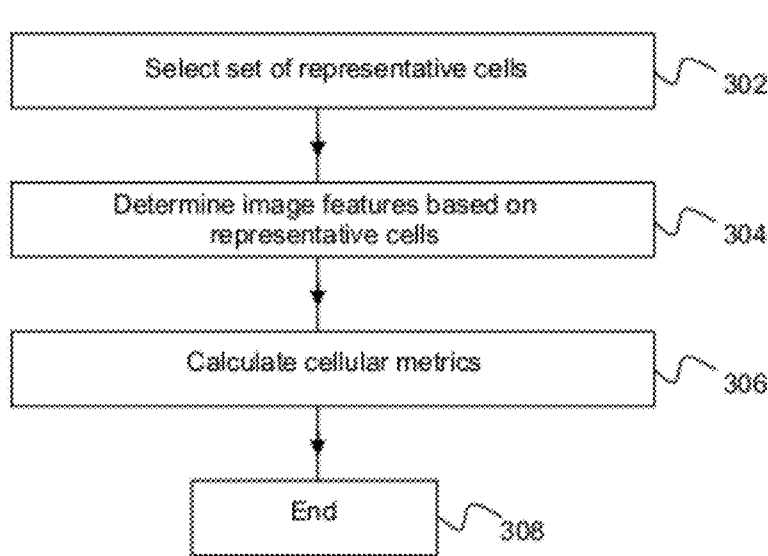 Select set of representative cells
302
Determine image features based on
representative cells
304
Calculate cellular metrics
306
End
308